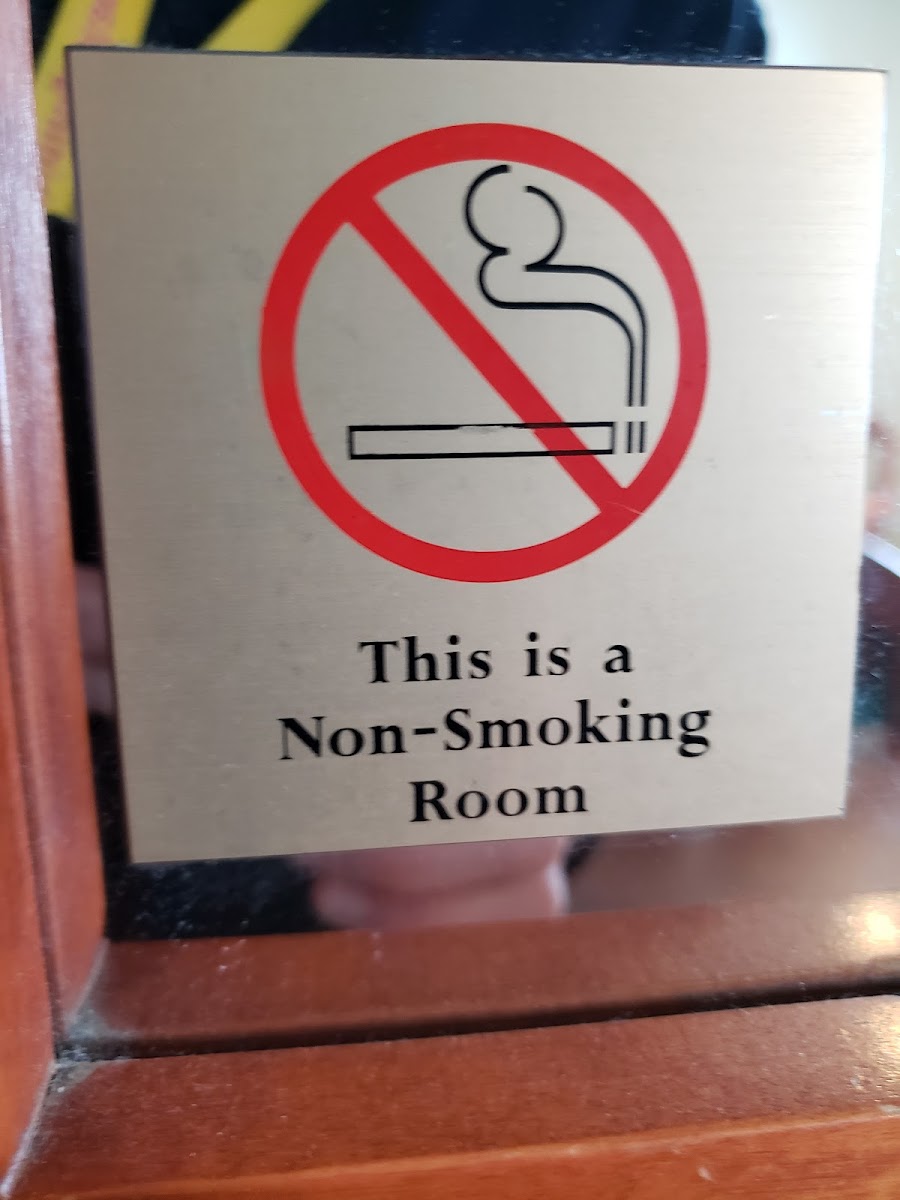 This is a
Non-Smoking
Room